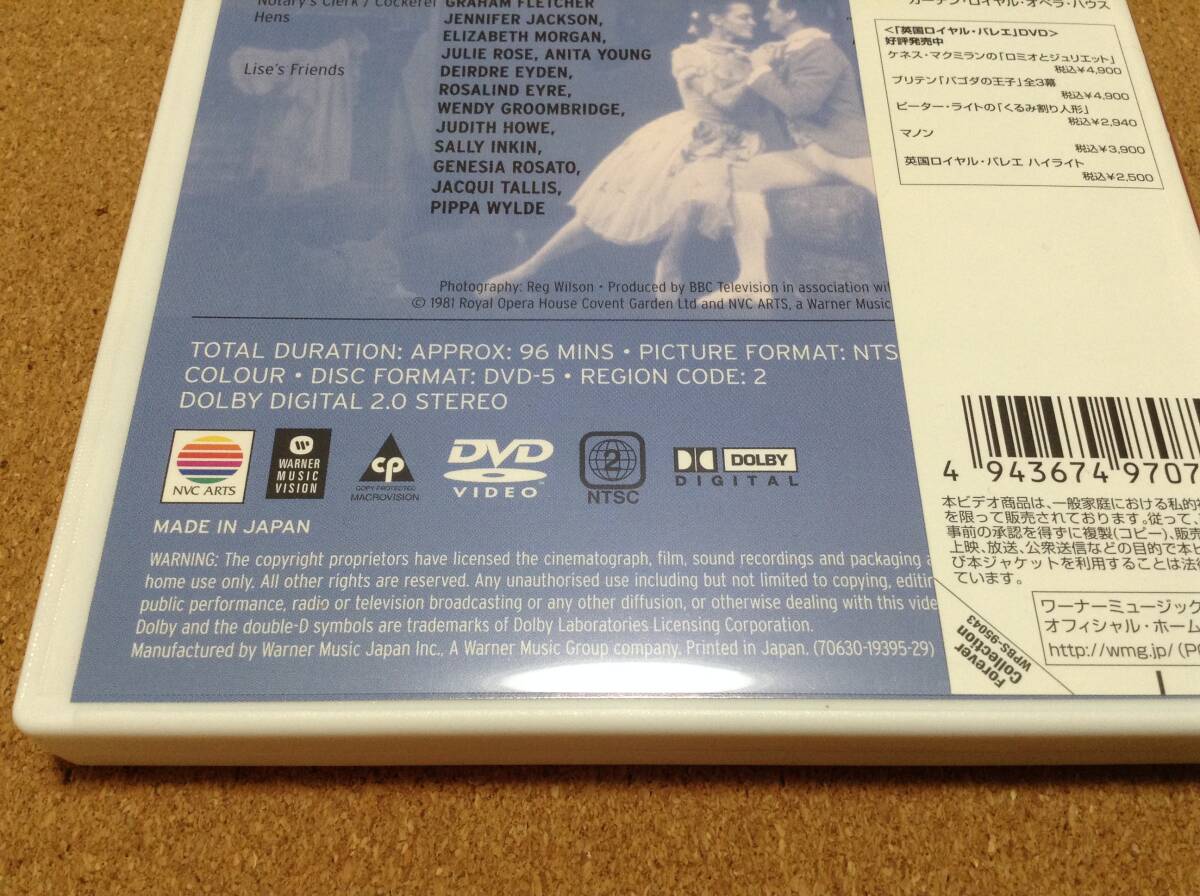 Notary's Clerk / Cockerel
GRAHAM FLETCHER
Hens
JENNIFER JACKSON,
ELIZABETH MORGAN,
JULIE ROSE, ANITA YOUNG
Lise's Friends
DEIRDRE EYDEN,
ROSALIND EYRE,
WENDY GROOMBRIDGE,
JUDITH HOWE,
SALLY INKIN,
GENESIA ROSATO,
JACQUI TALLIS,
PIPPA WYLDE
Photography: Reg Wilson • Produced by BBC Television in association wi
© 1981 Royal Opera House Covent Garden Ltd and NVC ARTS, a Warner Music
TOTAL DURATION: APPROX: 96 MINS • PICTURE FORMAT: NTS
COLOUR • DISC FORMAT: DVD-5 • REGION CODE: 2
DOLBY DIGITAL 2.0 STEREO
NVC ARTS
WARNER
MUSIC
VISION
CP
COPY PROTECTED
MACROVISION
DVD
VIDEO
2
NTSC
DOLBY
DIGITAL
MADE IN JAPAN
WARNING: The copyright proprietors have licensed the cinematograph, film, sound recordings and packaging a
home use only. All other rights are reserved. Any unauthorised use including but not limited to copying, editin
public performance, radio or television broadcasting or any other diffusion, or otherwise dealing with this vide
Dolby and the double-D symbols are trademarks of Dolby Laboratories Licensing Corporation.
Manufactured by Warner Music Japan Inc., A Warner Music Group company. Printed in Japan. (70630-19395-29)
ガーデン・ロイヤル・オペラ・ハウス
<「英国ロイヤル・バレエ」DVD>
好評発売中
ケネス・マクミランの「ロミオとジュリエット」
税込¥4,900
ブリテン「パゴダの王子」全3幕
税込¥4,900
ピーター・ライトの「くるみ割り人形」
税込¥2,940
マノン
税込¥3,900
英国ロイヤル・バレエ ハイライト
税込¥2,500
4 943674 9707
本ビデオ商品は、一般家庭における私的視
を限って販売されております。従って、
事前の承認を得ずに複製(コピー)、販売
上映、放送、公衆送信などの目的で本ビ
び本ジャケットを利用することは法律
ています。
Forever
Collection
WPBS-95043
ワーナーミュージック
オフィシャル・ホーム
http://wmg.jp/ (PC